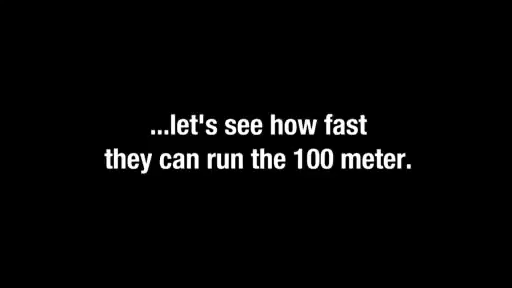 ...let's see how fast
they can run the 100 meter.